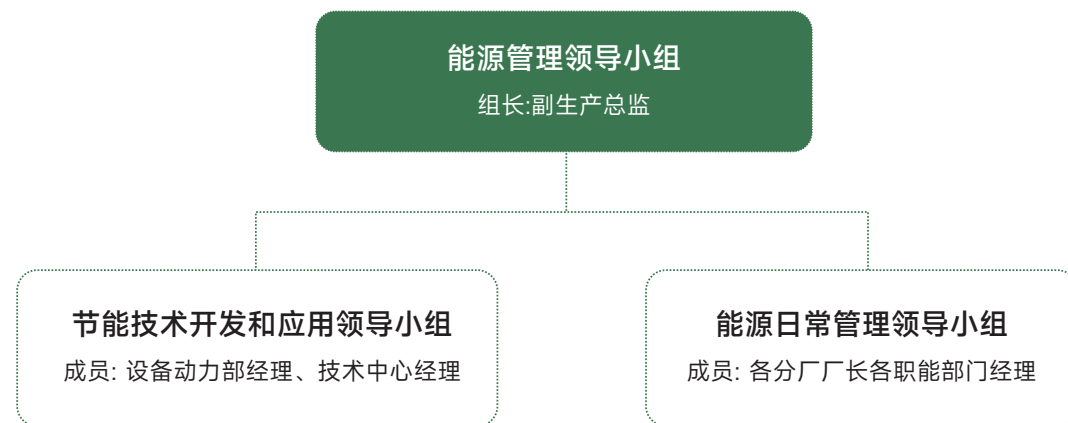 能源管理领导小组
组长:副生产总监
节能技术开发和应用领导小组
成员: 设备动力部经理、技术中心经理
能源日常管理领导小组
成员: 各分厂厂长各职能部门经理